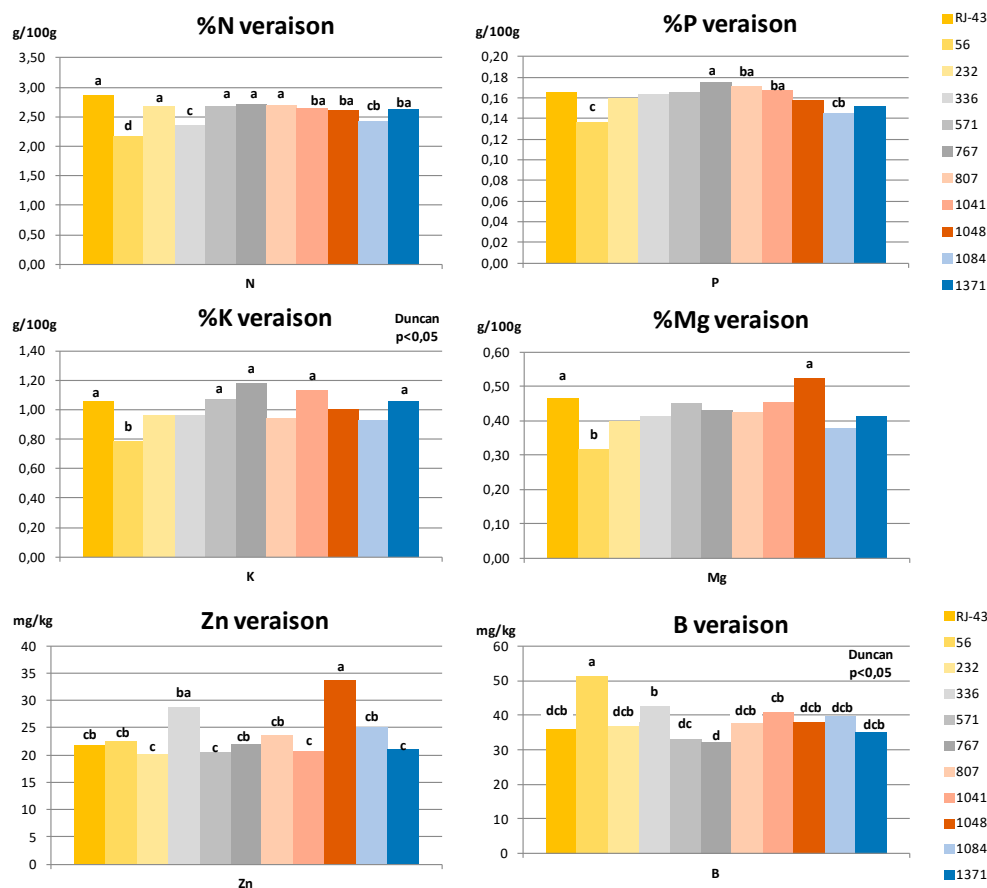 %N veraison
g/100g
3,50
3,00
2,50
2,00
1,50
1,00
0,50
0,00
a d a c a a a ba ba cb ba
N
%P veraison
g/100g
0,20
0,18
0,16
0,14
0,12
0,10
0,08
0,06
0,04
0,02
0,00
c a ba ba cb
P
RJ-43
56
232
336
571
767
807
1041
1048
1084
1371
%K veraison
g/100g
Duncan
p<0,05
1,40
1,20
1,00
0,80
0,60
0,40
0,20
0,00
a b a a a a
K
%Mg veraison
g/100g
0,60
0,50
0,40
0,30
0,20
0,10
0,00
a b a
Mg
Zn veraison
mg/kg
40
35
30
25
20
15
10
5
0
cb cb c ba c cb cb c a cb c
Zn
B veraison
mg/kg
Duncan
p<0,05
60
50
40
30
20
10
0
dcb a dcb b dc d dcb cb dcb dcb dcb
B
RJ-43
56
232
336
571
767
807
1041
1048
1084
1371